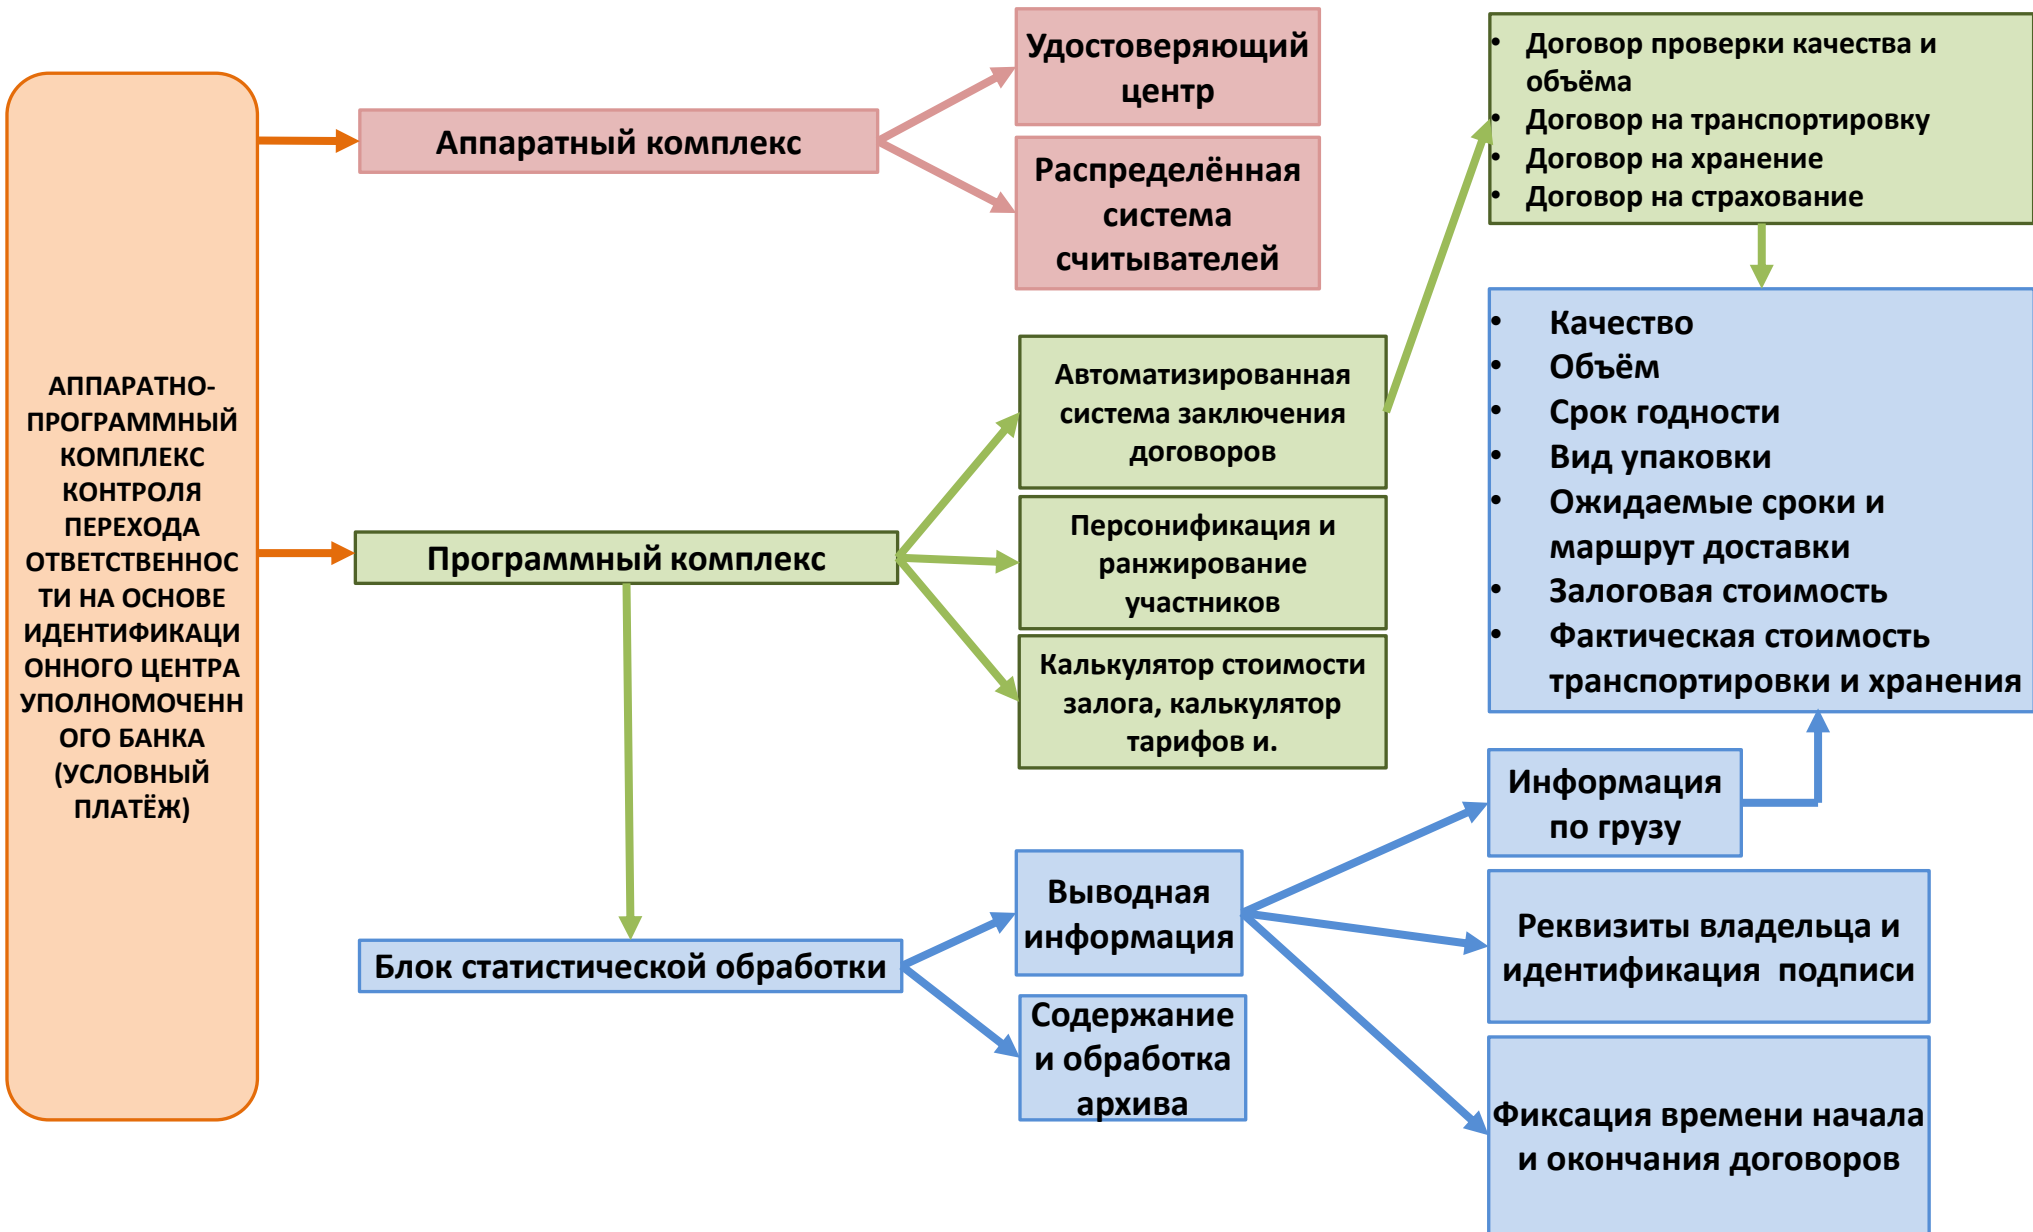 АППАРАТНО-
ПРОГРАММНЫЙ
КОМПЛЕКС
КОНТРОЛЯ
ПЕРЕХОДА
ОТВЕТСТВЕННОС
ТИ НА ОСНОВЕ
ИДЕНТИФИКАЦИ
ОННОГО ЦЕНТРА
УПОЛНОМОЧЕНН
ОГО БАНКА
(УСЛОВНЫЙ
ПЛАТЁЖ)
Аппаратный комплекс
Удостоверяющий
центр
Распределённая
система
считывателей
Программный комплекс
Автоматизированная
система заключения
договоров
Персонификация и
ранжирование
участников
Калькулятор стоимости
залога, калькулятор
тарифов и.
• Договор проверки качества и
объёма
• Договор на транспортировку
• Договор на хранение
• Договор на страхование
• Качество
• Объём
• Срок годности
• Вид упаковки
• Ожидаемые сроки и
маршрут доставки
• Залоговая стоимость
• Фактическая стоимость
транспортировки и хранения
Блок статистической обработки
Выводная
информация
Содержание
и обработка
архива
Информация
по грузу
Реквизиты владельца и
идентификация подписи
Фиксация времени начала
и окончания договоров